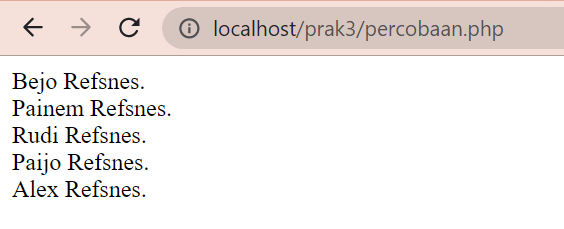 localhost/prak3/percobaan.php
Bejo Refsnes.
Painem Refsnes.
Rudi Refsnes.
Paijo Refsnes.
Alex Refsnes.